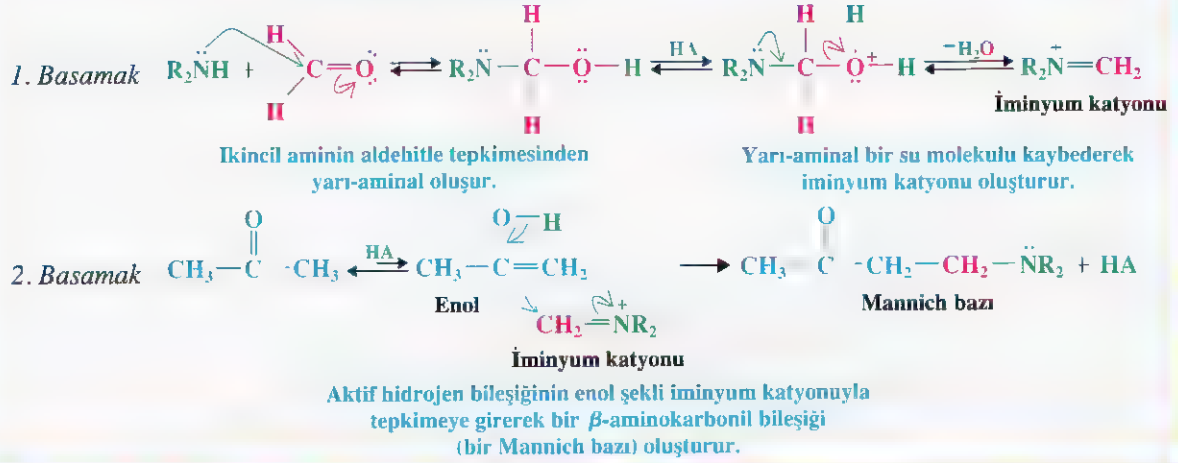 H H H
1. Basamak R₂N̈H + C=Ö ⇌ R₂N̈—C—Ö—H HA ⇌ R₂N̈—C—Ö⁺—H −H₂O ⇌ R₂N⁺=CH₂
H H H
İminyum katyonu
Ikincil aminin aldehitle tepkimesinden
yarı-aminal oluşur.
Yarı-aminal bir su molekulu kaybederek
iminyum katyonu oluşturur.
O O—H O
2. Basamak CH₃—C -CH₃ HA ⇌ CH₃—C=CH₂ → CH₃ C -CH₂—CH₂—N̈R₂ + HA
Enol Mannich bazı
CH₂=N⁺R₂
İminyum katyonu
Aktif hidrojen bileşiğinin enol şekli iminyum katyonuyla
tepkimeye girerek bir β-aminokarbonil bileşiği
(bir Mannich bazı) oluşturur.